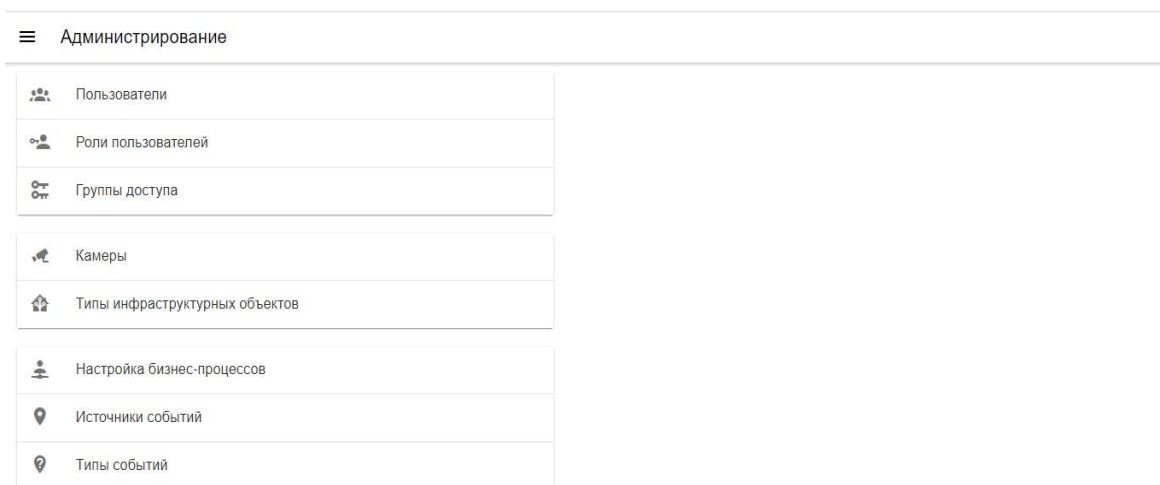 Администрирование
Пользователи
Роли пользователей
Группы доступа
Камеры
Типы инфраструктурных объектов
Настройка бизнес-процессов
Источники событий
Типы событий